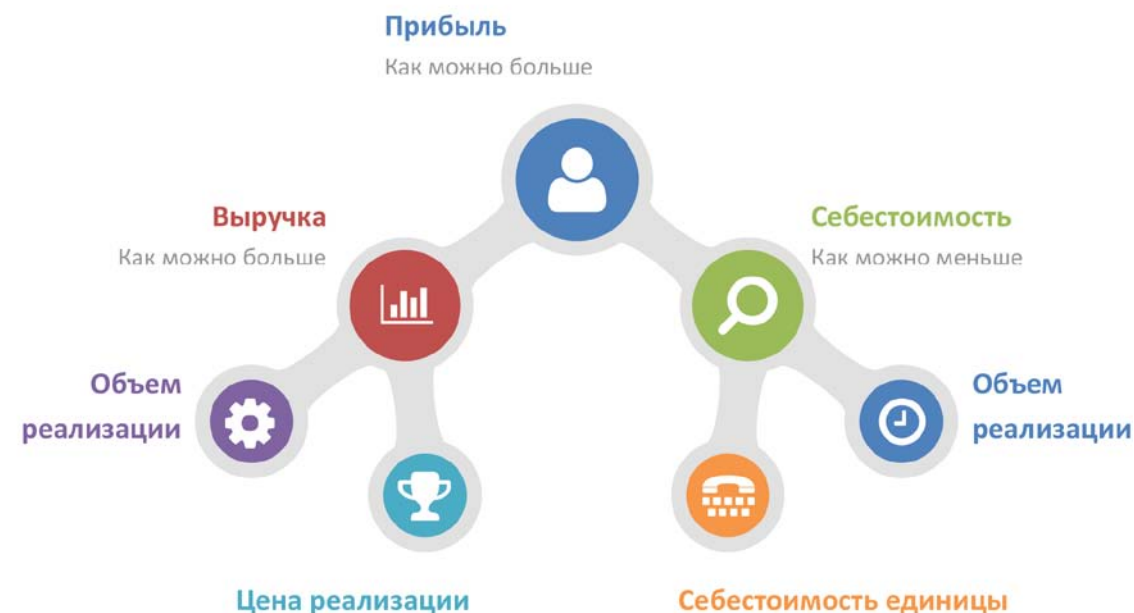 Прибыль
Как можно больше
Выручка
Как можно больше
Себестоимость
Как можно меньше
Объем
реализации
Объем
реализации
Цена реализации
Себестоимость единицы